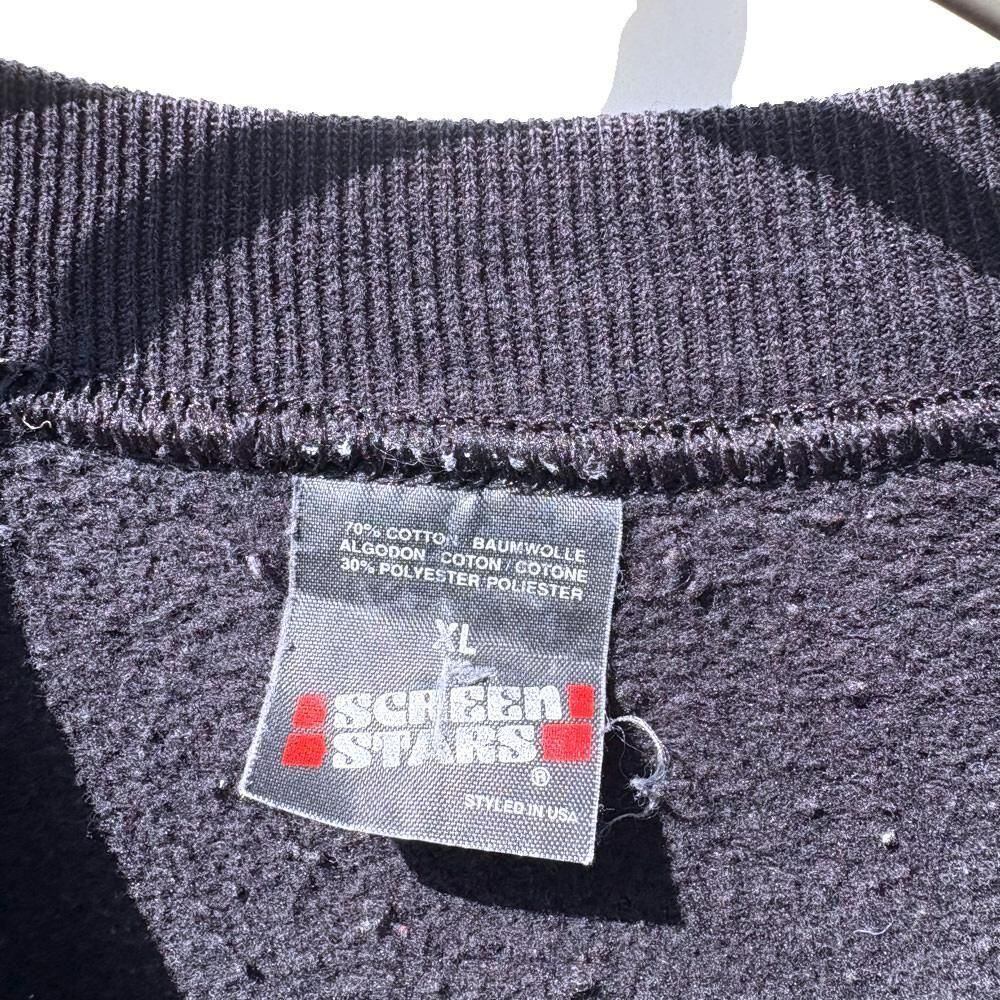 70% COTTON BAUMWOLLE
ALGODON COTON / COTONE
30% POLYESTER POLIESTER
XL
SCREEN
STARS
®
STYLED IN USA